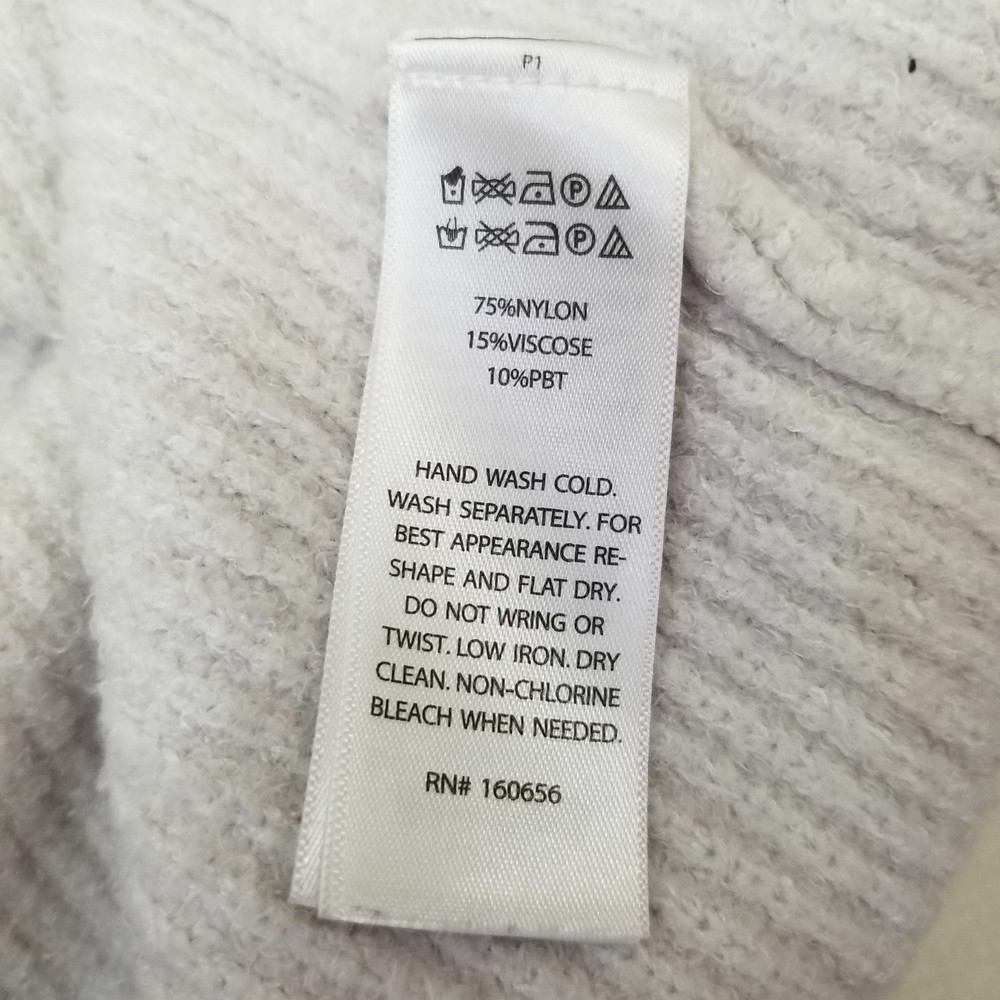 P1
P
P
75%NYLON
15%VISCOSE
10%PBT
HAND WASH COLD.
WASH SEPARATELY. FOR
BEST APPEARANCE RE-
SHAPE AND FLAT DRY.
DO NOT WRING OR
TWIST. LOW IRON. DRY
CLEAN. NON-CHLORINE
BLEACH WHEN NEEDED.
RN# 160656